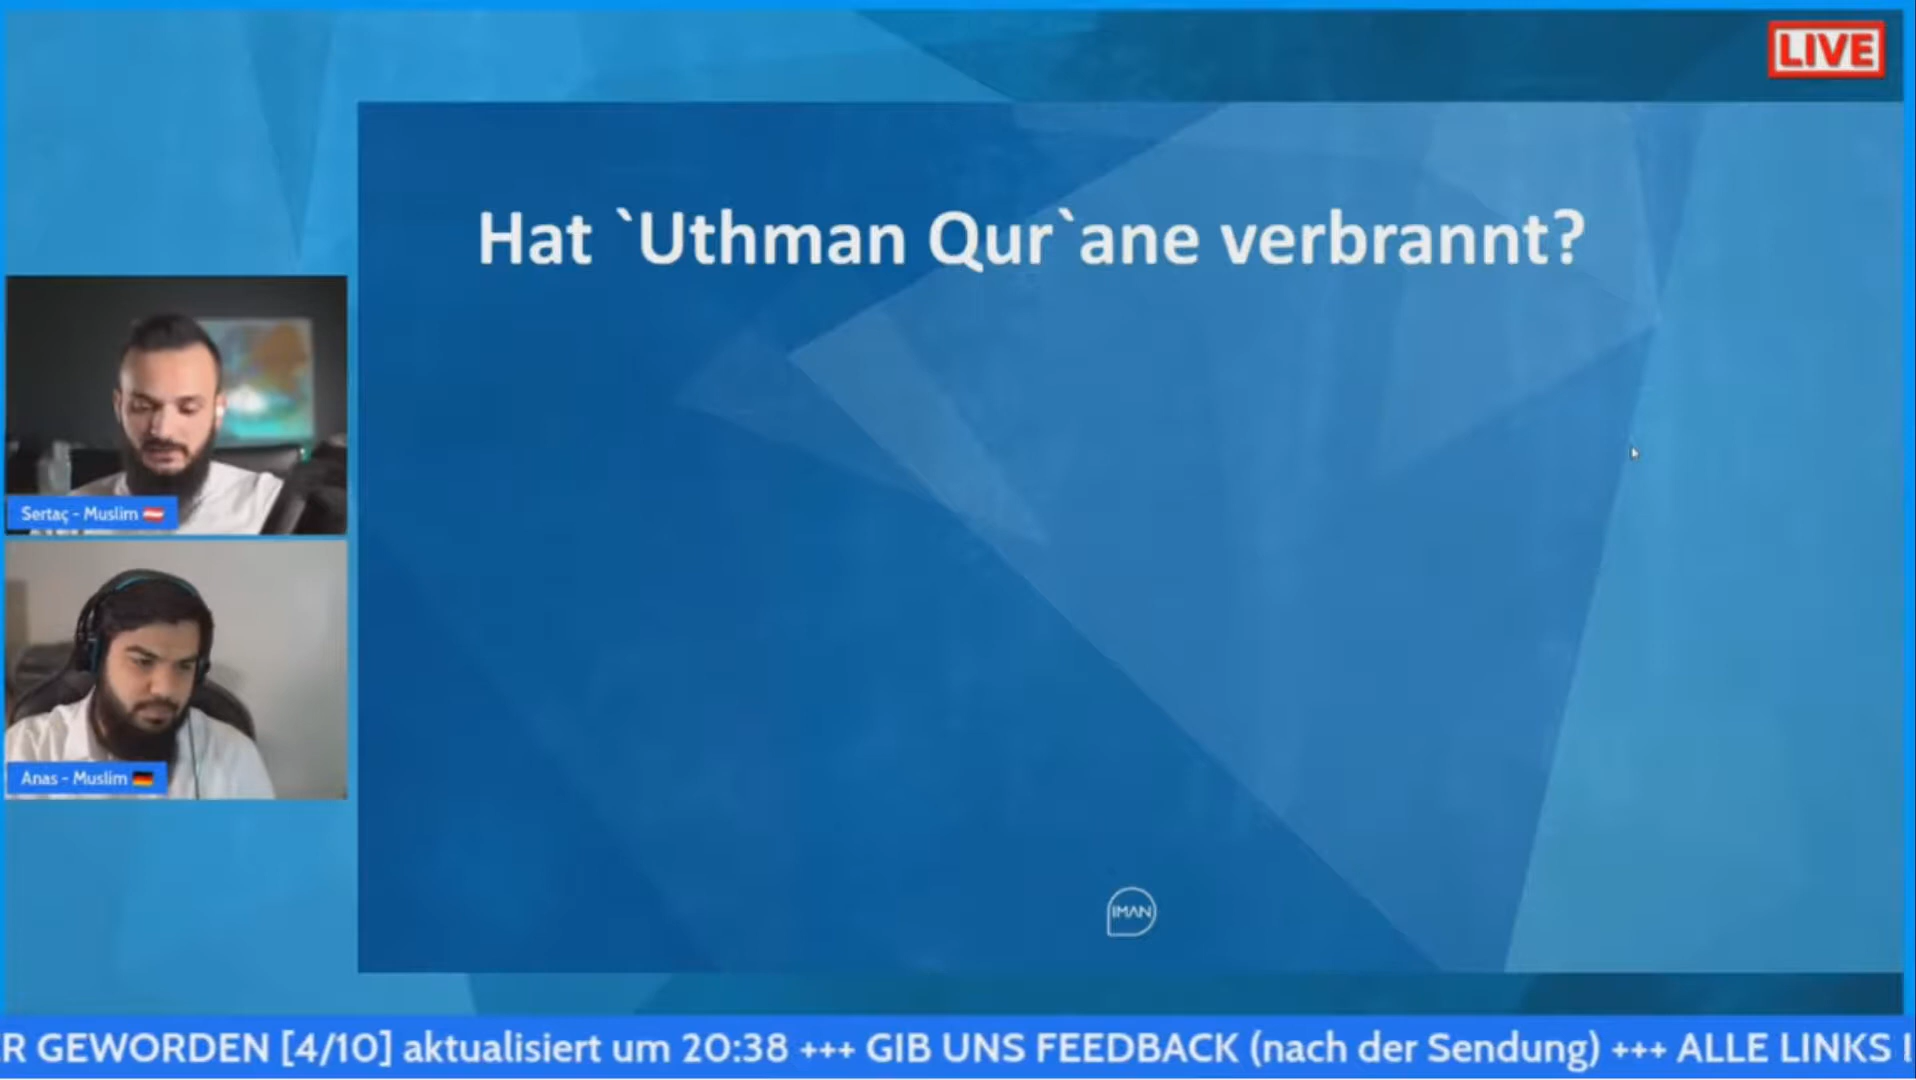 LIVE
Hat `Uthman Qur`ane verbrannt?
Sertaç - Muslim
Anas - Muslim
IMAN
R GEWORDEN [4/10] aktualisiert um 20:38 +++ GIB UNS FEEDBACK (nach der Sendung) +++ ALLE LINKS